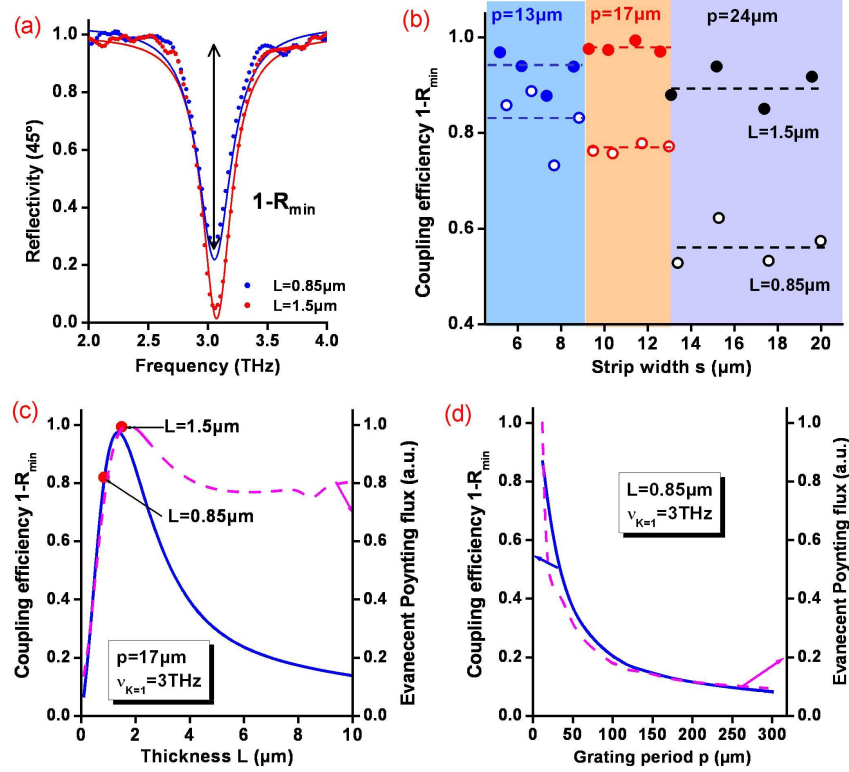 (a)
1.0
0.8
0.6
0.4
0.2
0.0
Reflectivity (45º)
1-Rmin
L=0.85µm
L=1.5µm
2.0 2.5 3.0 3.5 4.0
Frequency (THz)
(b)
p=13µm p=17µm p=24µm
1.0
0.8
0.6
0.4
Coupling efficiency 1-Rmin
L=1.5µm
L=0.85µm
6 8 10 12 14 16 18 20
Strip width s (µm)
(c)
1.0
0.8
0.6
0.4
0.2
0.0
Coupling efficiency 1-Rmin
L=1.5µm
L=0.85µm
p=17µm
νK=1=3THz
1.0
0.8
0.6
0.4
0.2
0.0
Evanecent Poynting flux (a.u.)
0 2 4 6 8 10
Thickness L (µm)
(d)
1.0
0.8
0.6
0.4
0.2
0.0
Coupling efficiency 1-Rmin
L=0.85µm
νK=1=3THz
1.0
0.8
0.6
0.4
0.2
0.0
Evanecent Poynting flux (a.u.)
0 50 100 150 200 250 300
Grating period p (µm)